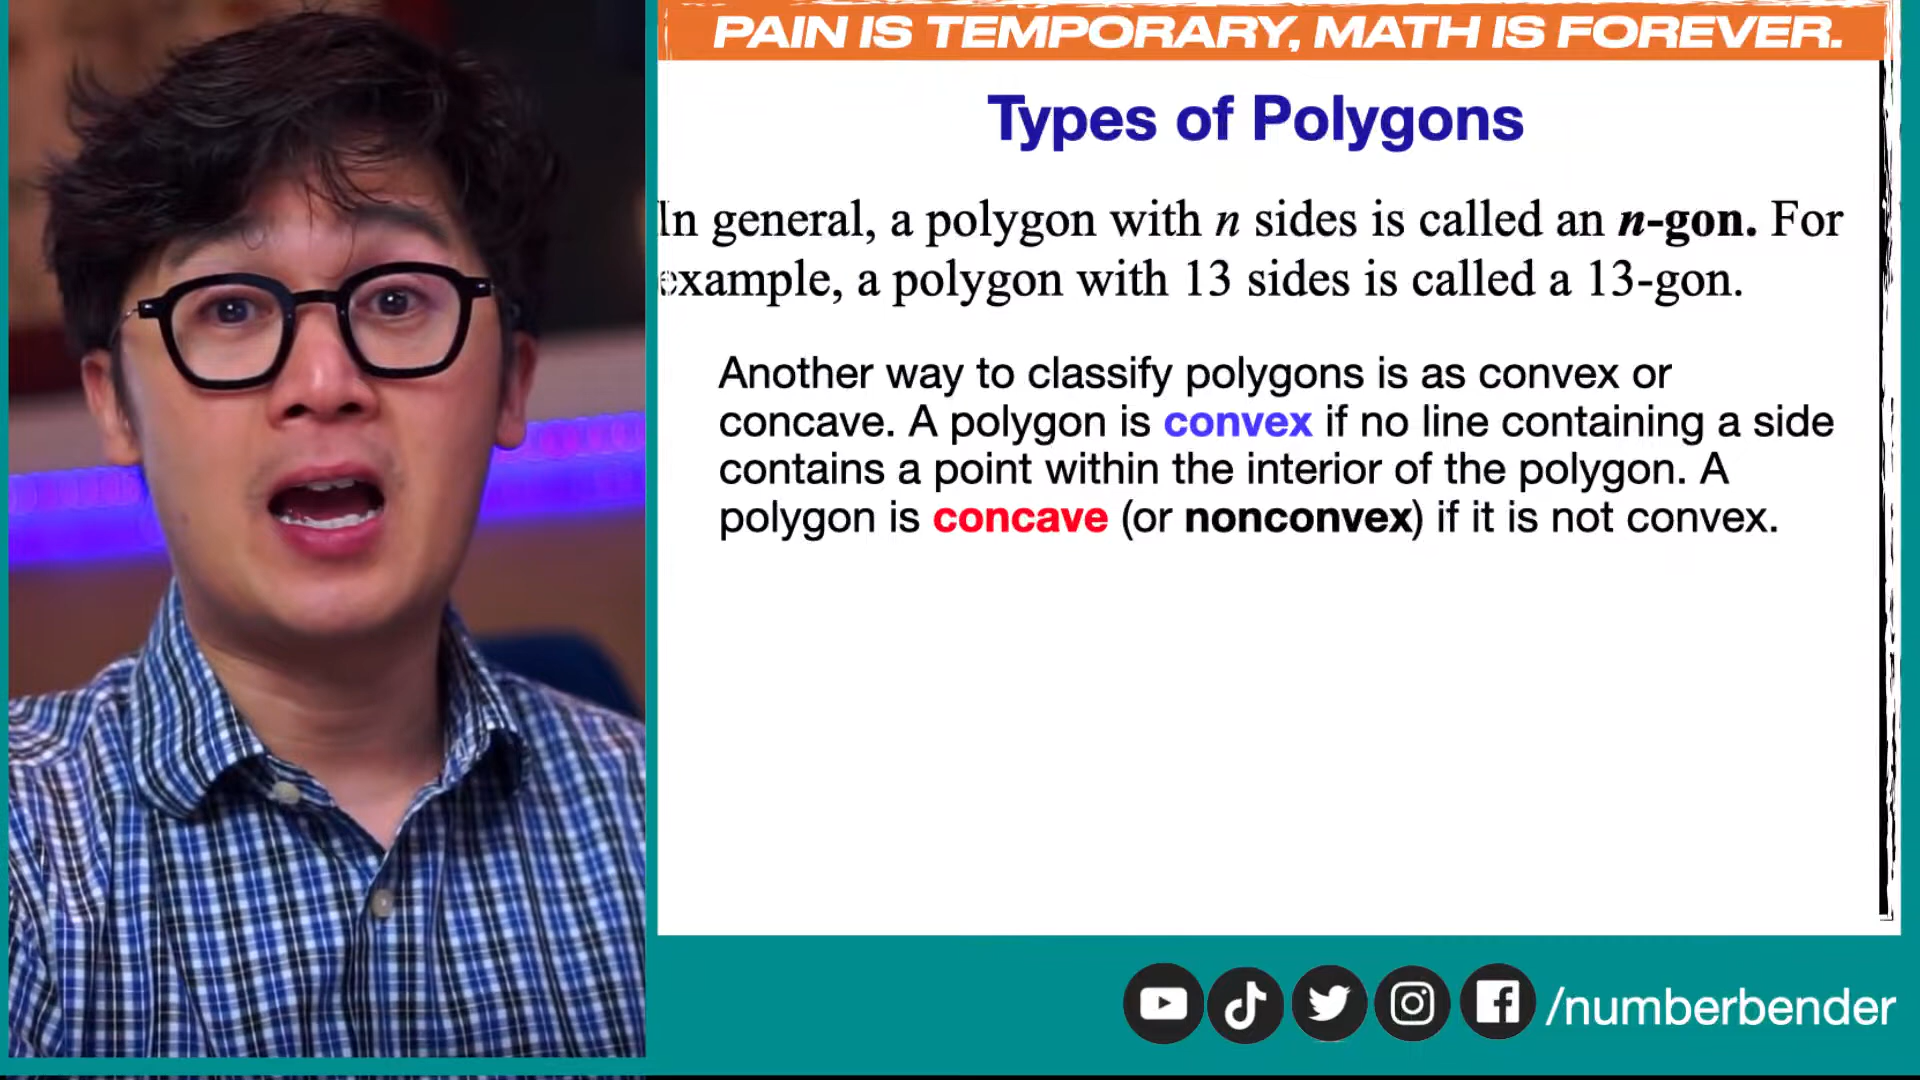 PAIN IS TEMPORARY, MATH IS FOREVER.
Types of Polygons
In general, a polygon with n sides is called an n-gon. For
example, a polygon with 13 sides is called a 13-gon.
Another way to classify polygons is as convex or
concave. A polygon is convex if no line containing a side
contains a point within the interior of the polygon. A
polygon is concave (or nonconvex) if it is not convex.
/numberbender